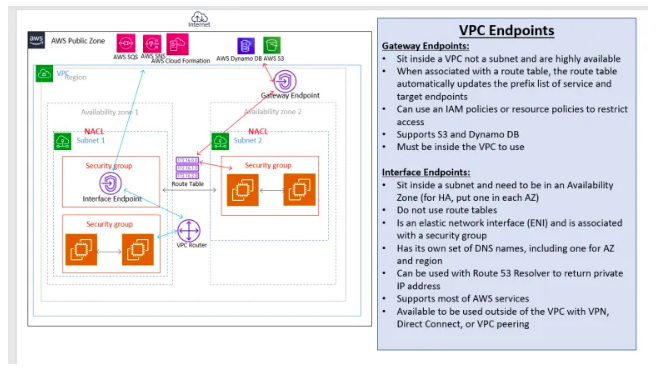 Internet
aws
AWS Public Zone
AWS SQS
AWS SNS
AWS Cloud Formation
AWS Dynamo DB
AWS S3
VPC
Region
Gateway Endpoint
Availability zone 1
Availability zone 2
NACL
Subnet 1
NACL
Subnet 2
Security group
Interface Endpoint
Route Table
Security group
Security group
VPC Router
VPC Endpoints
Gateway Endpoints:
• Sit inside a VPC not a subnet and are highly available
• When associated with a route table, the route table
automatically updates the prefix list of service and
target endpoints
• Can use an IAM policies or resource policies to restrict
access
• Supports S3 and Dynamo DB
• Must be inside the VPC to use
Interface Endpoints:
• Sit inside a subnet and need to be in an Availability
Zone (for HA, put one in each AZ)
• Do not use route tables
• Is an elastic network interface (ENI) and is associated
with a security group
• Has its own set of DNS names, including one for AZ
and region
• Can be used with Route 53 Resolver to return private
IP address
• Supports most of AWS services
• Available to be used outside of the VPC with VPN,
Direct Connect, or VPC peering